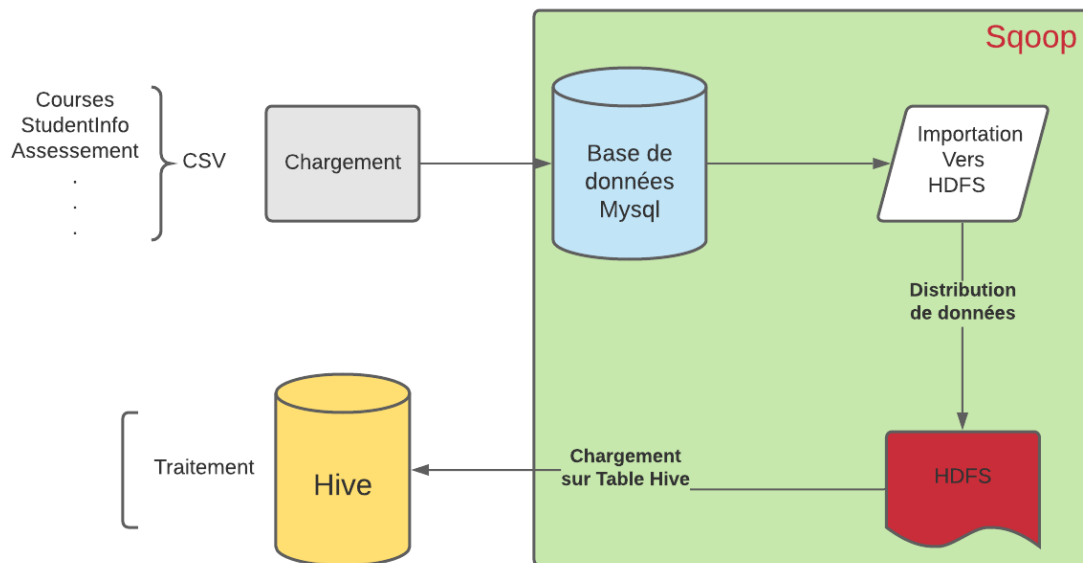 Sqoop
Courses
StudentInfo
Assessement
.
.
.
CSV
Chargement
Base de
données
Mysql
Importation
Vers
HDFS
Distribution
de données
HDFS
Chargement
sur Table Hive
Hive
Traitement